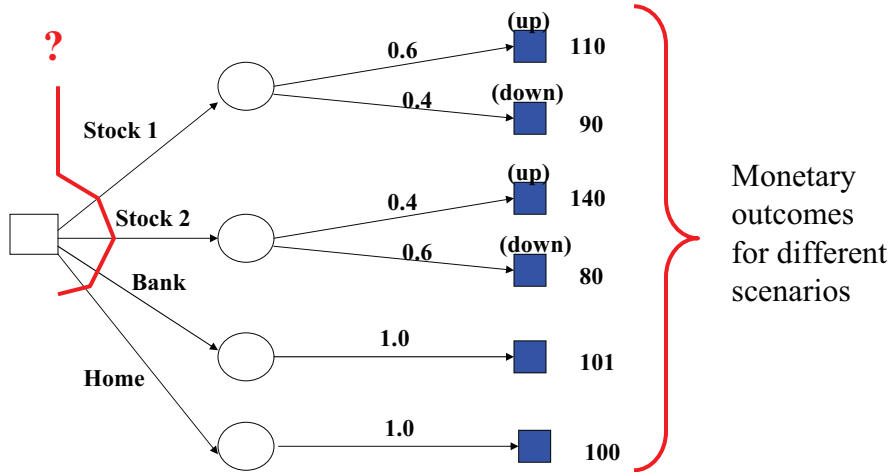 ?
(up)
0.6
110
Stock 1
(down)
0.4
90
(up)
0.4
140
Stock 2
(down)
0.6
80
Bank
1.0
101
Home
1.0
100
Monetary
outcomes
for different
scenarios